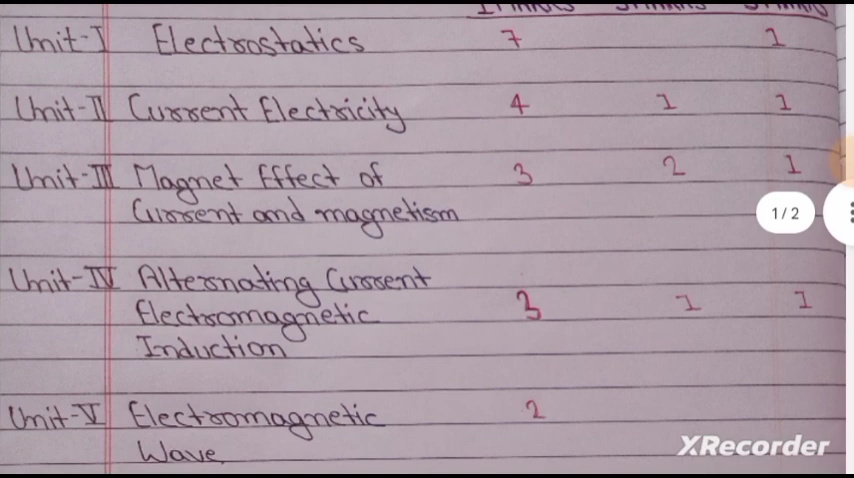 Unit-I Electrostatics 7 1
Unit-II Current Electricity 4 1 1
Unit-III Magnet Effect of 3 2 1
Current and magnetism
1/2
Unit-IV Alternating Current
Electromagnetic 3 1 1
Induction
Unit-V Electromagnetic 2
Wave
XRecorder